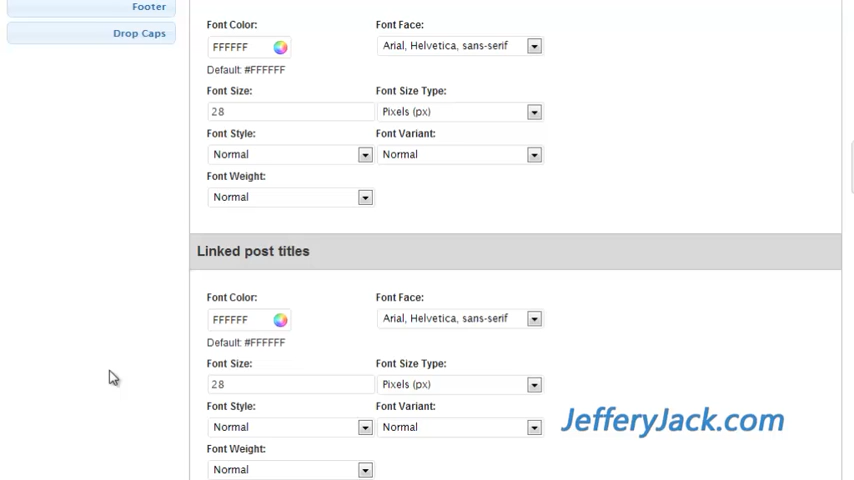 Footer
Drop Caps
Font Color: Font Face:
FFFFFF Arial, Helvetica, sans-serif
Default: #FFFFFF
Font Size: Font Size Type:
28 Pixels (px)
Font Style: Font Variant:
Normal Normal
Font Weight:
Normal
Linked post titles
Font Color: Font Face:
FFFFFF Arial, Helvetica, sans-serif
Default: #FFFFFF
Font Size: Font Size Type:
28 Pixels (px)
Font Style: Font Variant:
Normal Normal
JefferyJack.com
Font Weight:
Normal